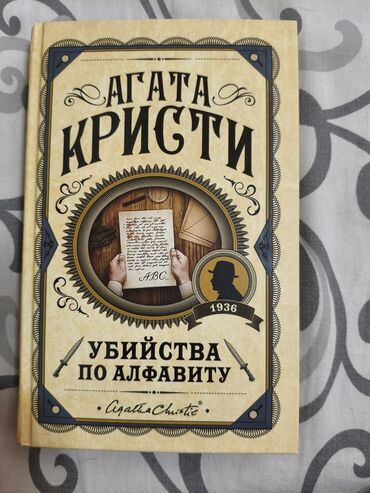 АГАТА
КРИСТИ
ABC
1936
УБИЙСТВА
ПО АЛФАВИТУ
Agatha Christie®